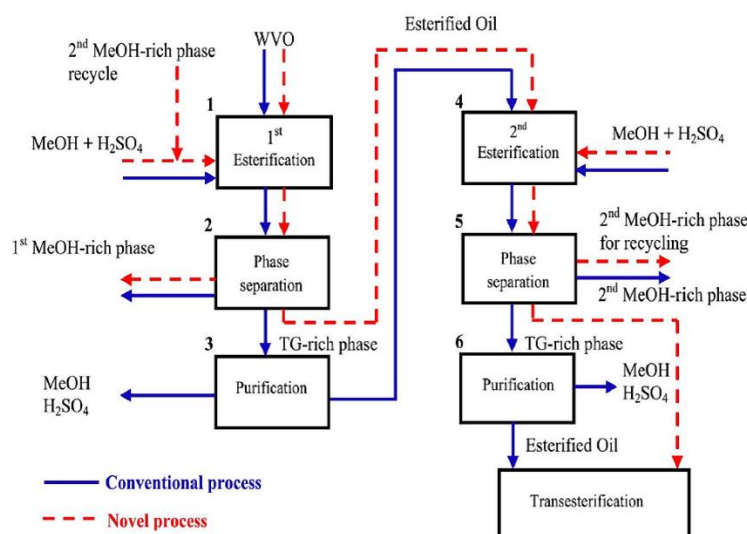 Esterified Oil
2nd MeOH-rich phase
recycle
WVO
1
4
1st
Esterification
2nd
Esterification
MeOH + H2SO4
MeOH + H2SO4
2
5
1st MeOH-rich phase
Phase
separation
Phase
separation
2nd MeOH-rich phase
for recycling
2nd MeOH-rich phase
3
TG-rich phase
6
TG-rich phase
Purification
Purification
MeOH
H2SO4
MeOH
H2SO4
Esterified Oil
Transesterification
Conventional process
Novel process